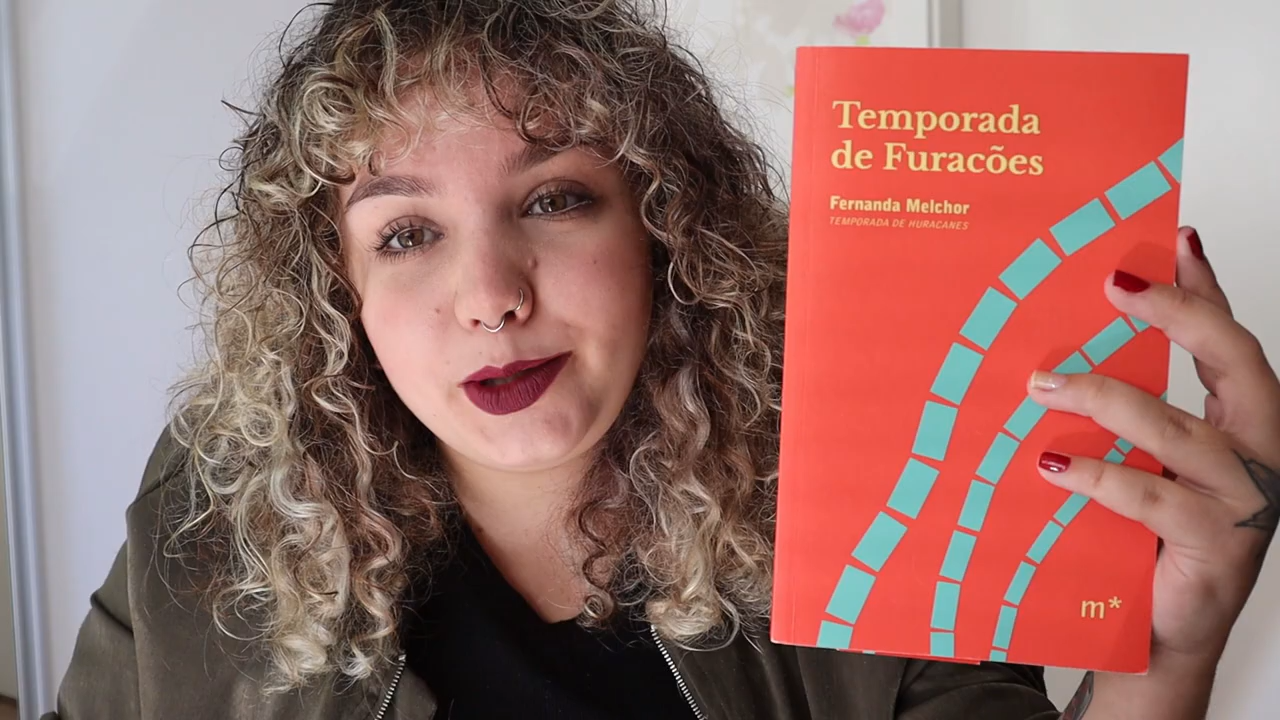 Temporada
de Furacões
Fernanda Melchor
TEMPORADA DE HURACANES
m*